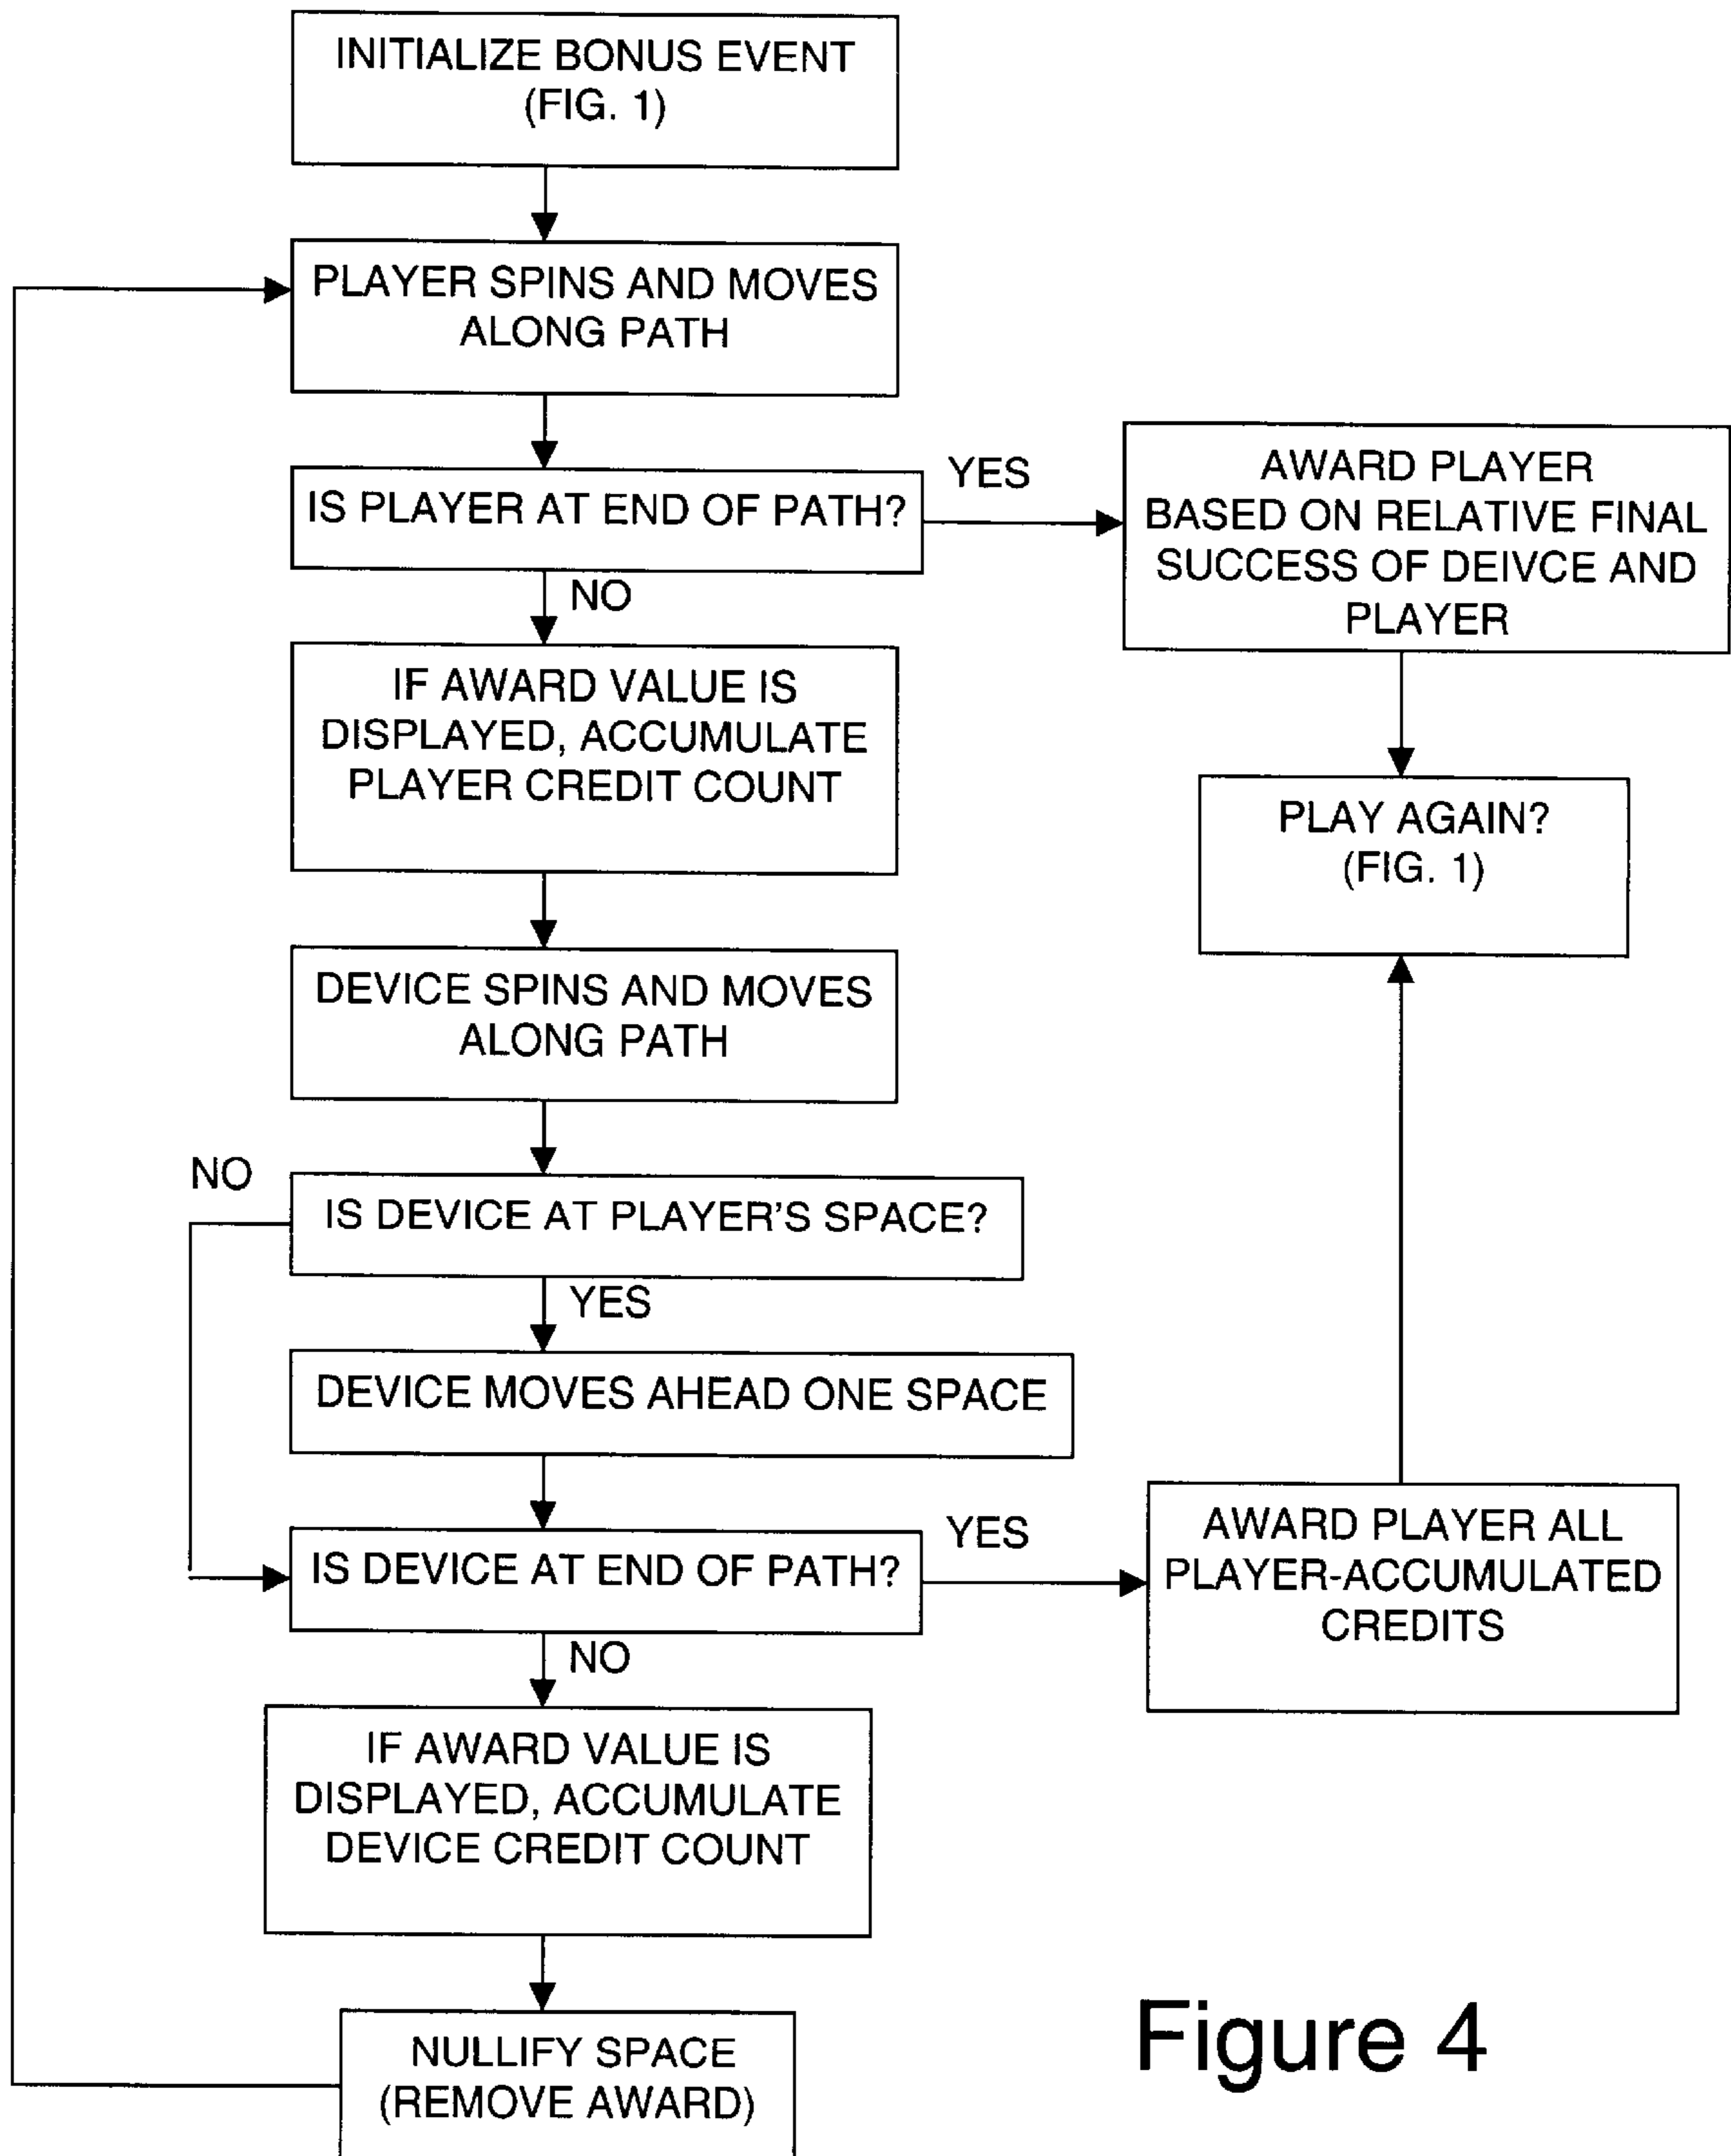 INITIALIZE BONUS EVENT
(FIG. 1)
PLAYER SPINS AND MOVES
ALONG PATH
IS PLAYER AT END OF PATH?
YES
AWARD PLAYER
BASED ON RELATIVE FINAL
SUCCESS OF DEIVCE AND
PLAYER
NO
IF AWARD VALUE IS
DISPLAYED, ACCUMULATE
PLAYER CREDIT COUNT
PLAY AGAIN?
(FIG. 1)
DEVICE SPINS AND MOVES
ALONG PATH
NO
IS DEVICE AT PLAYER'S SPACE?
YES
DEVICE MOVES AHEAD ONE SPACE
IS DEVICE AT END OF PATH?
YES
AWARD PLAYER ALL
PLAYER-ACCUMULATED
CREDITS
NO
IF AWARD VALUE IS
DISPLAYED, ACCUMULATE
DEVICE CREDIT COUNT
NULLIFY SPACE
(REMOVE AWARD)
Figure 4